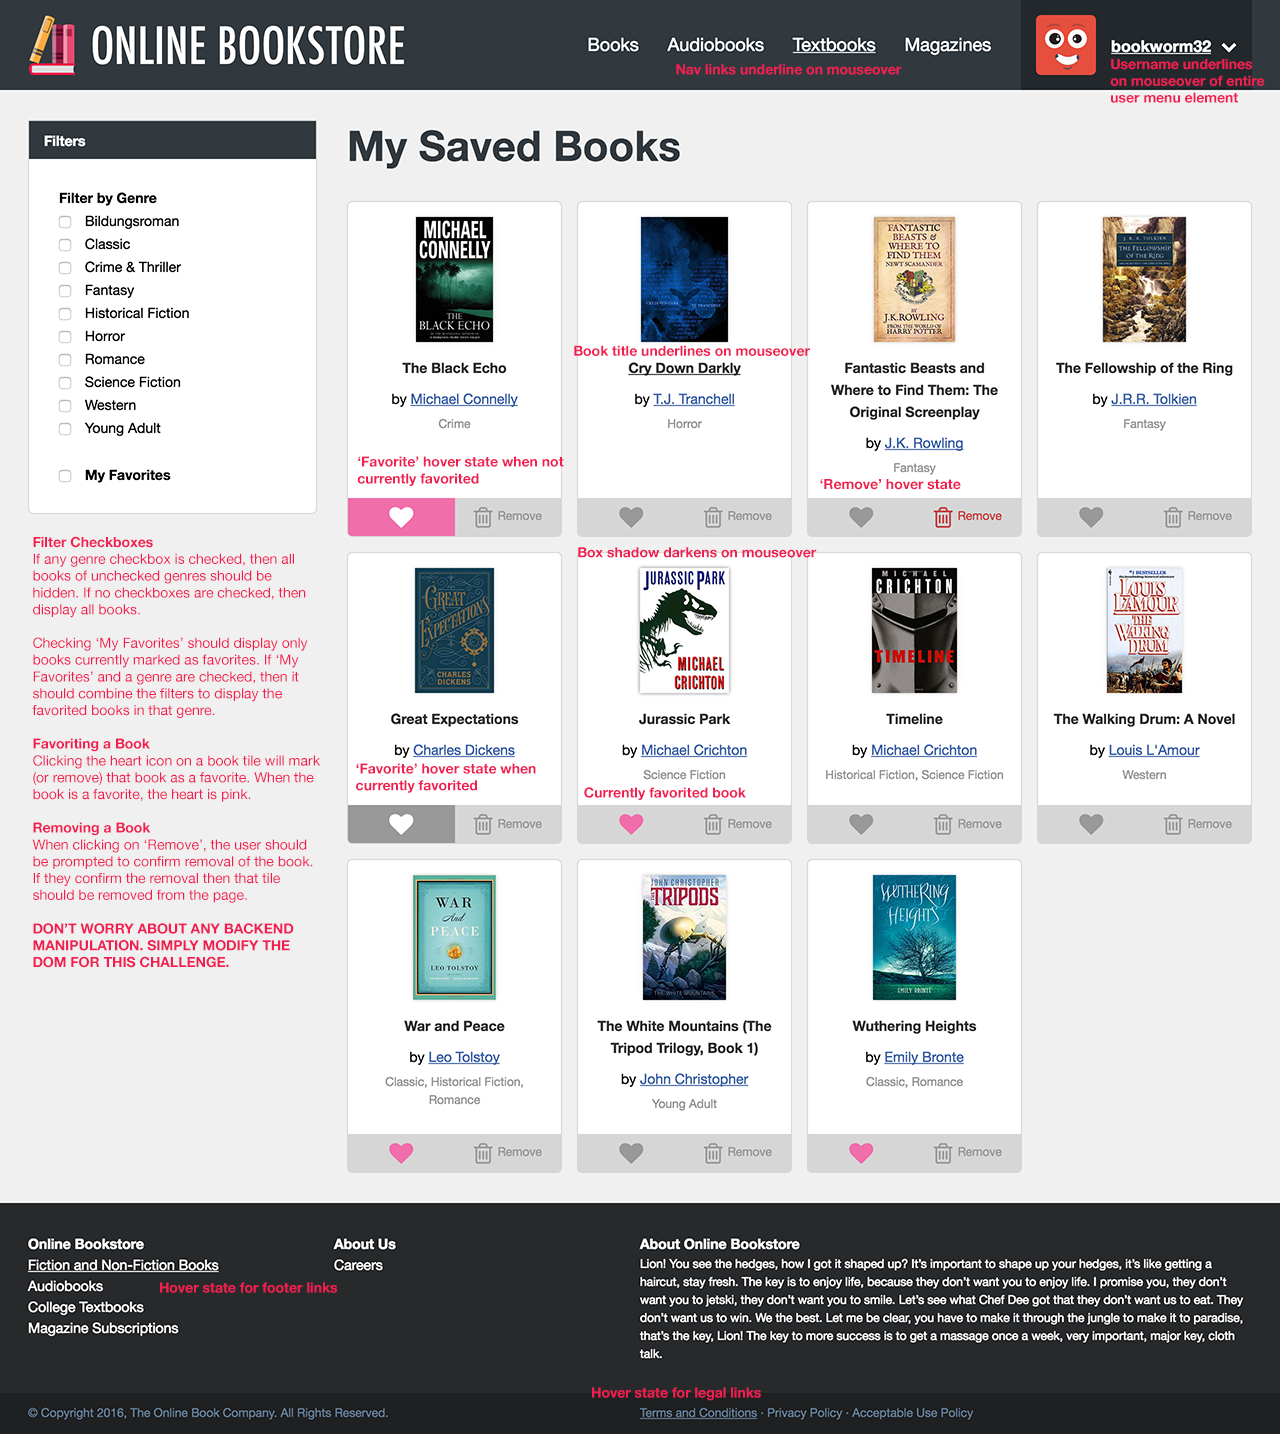 ONLINE BOOKSTORE
Books
Audiobooks
Textbooks
Magazines
Nav links underline on mouseover
bookworm32
Username underlines
on mouseover of entire
user menu element
Filters
Filter by Genre
Bildungsroman
Classic
Crime & Thriller
Fantasy
Historical Fiction
Horror
Romance
Science Fiction
Western
Young Adult
My Favorites
Filter Checkboxes
If any genre checkbox is checked, then all
books of unchecked genres should be
hidden. If no checkboxes are checked, then
display all books.
Checking ‘My Favorites’ should display only
books currently marked as favorites. If ‘My
Favorites’ and a genre are checked, then it
should combine the filters to display the
favorited books in that genre.
Favoriting a Book
Clicking the heart icon on a book tile will mark
(or remove) that book as a favorite. When the
book is a favorite, the heart is pink.
Removing a Book
When clicking on ‘Remove’, the user should
be prompted to confirm removal of the book.
If they confirm the removal then that tile
should be removed from the page.
DON’T WORRY ABOUT ANY BACKEND
MANIPULATION. SIMPLY MODIFY THE
DOM FOR THIS CHALLENGE.
My Saved Books
MICHAEL
CONNELLY
THE
BLACK ECHO
The Black Echo
by Michael Connelly
Crime
‘Favorite’ hover state when not
currently favorited
Remove
CRY DOWN DARKLY
T.J. TRANCHELL
Book title underlines on mouseover
Cry Down Darkly
by T.J. Tranchell
Horror
Remove
FANTASTIC
BEASTS &
WHERE TO
FIND THEM
NEWT SCAMANDER
BY
J.K. ROWLING
FROM THE WORLD OF
HARRY POTTER
Fantastic Beasts and
Where to Find Them: The
Original Screenplay
by J.K. Rowling
Fantasy
‘Remove’ hover state
Remove
J.R.R. TOLKIEN
THE FELLOWSHIP
OF THE RING
The Fellowship of the Ring
by J.R.R. Tolkien
Fantasy
Remove
GREAT
EXPECTATIONS
CHARLES
DICKENS
Great Expectations
by Charles Dickens
‘Favorite’ hover state when
currently favorited
Remove
Box shadow darkens on mouseover
JURASSIC PARK
MICHAEL
CRICHTON
Jurassic Park
by Michael Crichton
Science Fiction
Currently favorited book
Remove
MICHAEL
CRICHTON
TIMELINE
Timeline
by Michael Crichton
Historical Fiction, Science Fiction
Remove
#1 BESTSELLER
LOUIS
L'AMOUR
THE
WALKING
DRUM
The Walking Drum: A Novel
by Louis L'Amour
Western
Remove
WAR
And
PEACE
LEO TOLSTOY
War and Peace
by Leo Tolstoy
Classic, Historical Fiction,
Romance
Remove
JOHN CHRISTOPHER
THE
TRIPODS
THE WHITE MOUNTAINS
The White Mountains (The
Tripod Trilogy, Book 1)
by John Christopher
Young Adult
Remove
WUTHERING
HEIGHTS
EMILY BRONTË
Wuthering Heights
by Emily Bronte
Classic, Romance
Remove
Online Bookstore
Fiction and Non-Fiction Books
Audiobooks
College Textbooks
Magazine Subscriptions
Hover state for footer links
About Us
Careers
About Online Bookstore
Lion! You see the hedges, how I got it shaped up? It’s important to shape up your hedges, it’s like getting a
haircut, stay fresh. The key is to enjoy life, because they don’t want you to enjoy life. I promise you, they don’t
want you to jetski, they don’t want you to smile. Let’s see what Chef Dee got that they don’t want us to eat. They
don’t want us to win. We the best. Let me be clear, you have to make it through the jungle to make it to paradise,
that’s the key, Lion! The key to more success is to get a massage once a week, very important, major key, cloth
talk.
Hover state for legal links
© Copyright 2016, The Online Book Company. All Rights Reserved.
Terms and Conditions · Privacy Policy · Acceptable Use Policy